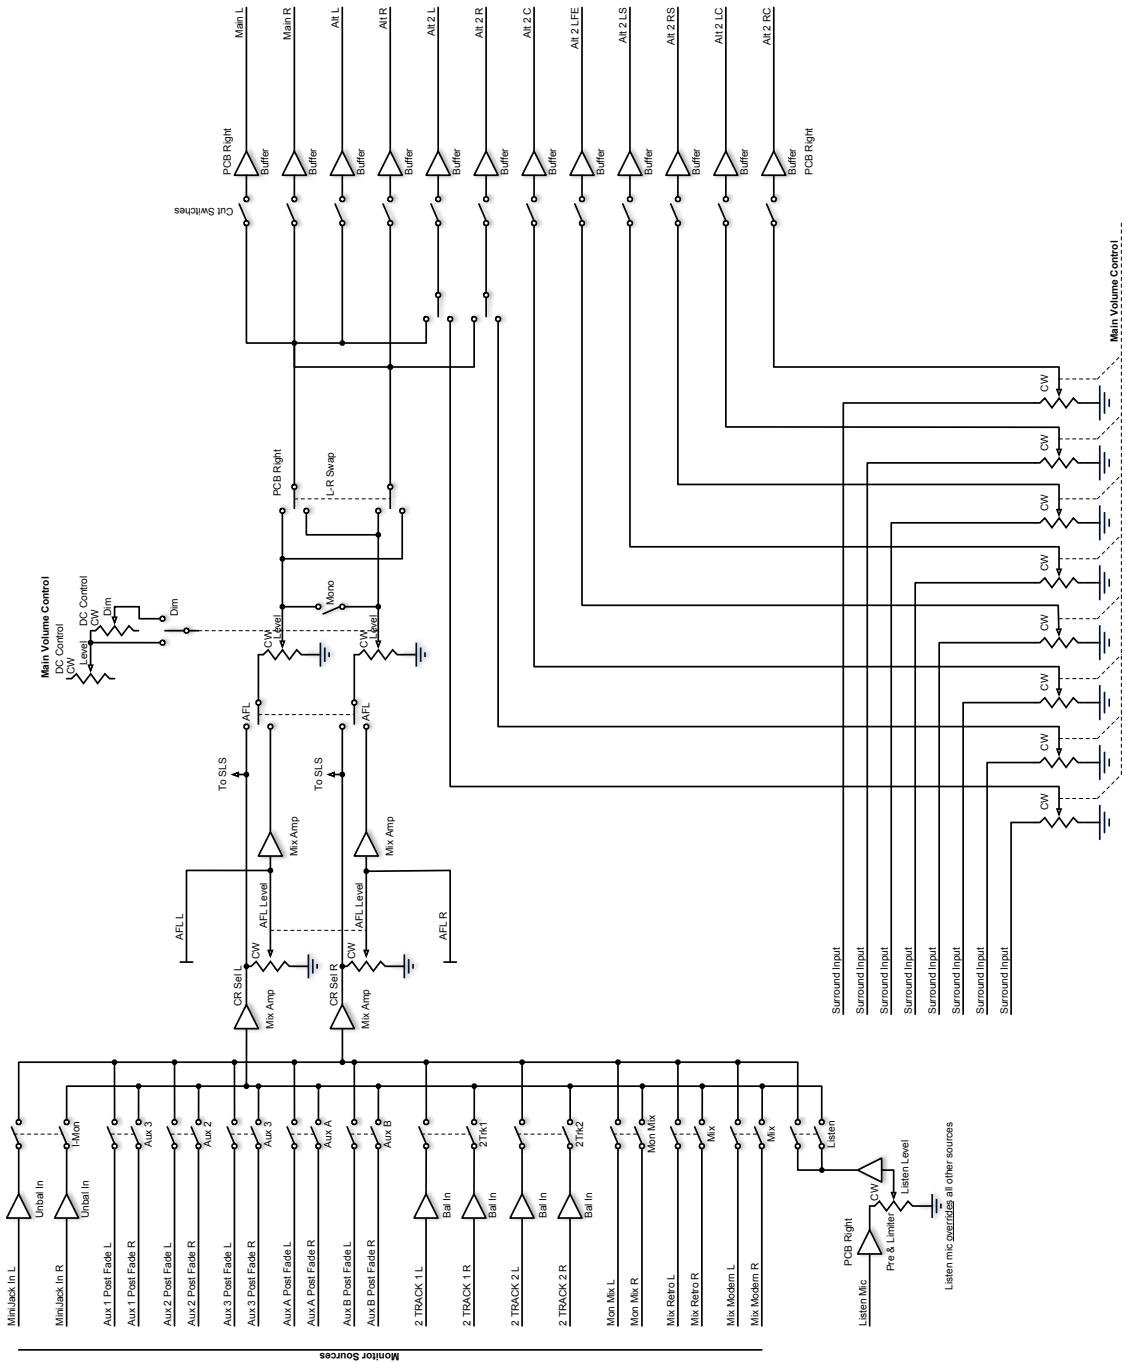 Monitor Sources
MiniJack In L
MiniJack In R
Aux 1 Post Fade L
Aux 1 Post Fade R
Aux 2 Post Fade L
Aux 2 Post Fade R
Aux 3 Post Fade L
Aux 3 Post Fade R
Aux A Post Fade L
Aux A Post Fade R
Aux B Post Fade L
Aux B Post Fade R
2 TRACK 1 L
2 TRACK 1 R
2 TRACK 2 L
2 TRACK 2 R
Mon Mix L
Mon Mix R
Mix Retro L
Mix Retro R
Mix Modern L
Mix Modern R
Listen Mic
Unbal In
Unbal In
Bal In
Bal In
Bal In
Bal In
PCB Right
Pre & Limiter
CW
Listen Level
Listen mic overrides all other sources
I-Mon
Aux 3
Aux 2
Aux 3
Aux A
Aux B
2Trk1
2Trk2
Mon Mix
Mix
Mix
Listen
CR Sel L
Mix Amp
CR Sel R
Mix Amp
AFL L
CW
AFL Level
Mix Amp
CW
AFL Level
Mix Amp
AFL R
To SLS
To SLS
AFL
AFL
Main Volume Control
DC Control
CW
Level
DC Control
CW
Dim
Dim
CW
Level
CW
Level
Mono
PCB Right
L-R Swap
Cut Switches
PCB Right
Buffer
Buffer
Buffer
Buffer
Buffer
Buffer
Buffer
Buffer
Buffer
Buffer
Buffer
Buffer
PCB Right
Main L
Main R
Alt L
Alt R
Alt 2 L
Alt 2 R
Alt 2 C
Alt 2 LFE
Alt 2 LS
Alt 2 RS
Alt 2 LC
Alt 2 RC
Surround Input
Surround Input
Surround Input
Surround Input
Surround Input
Surround Input
Surround Input
Surround Input
CW
CW
CW
CW
CW
CW
CW
CW
Main Volume Control